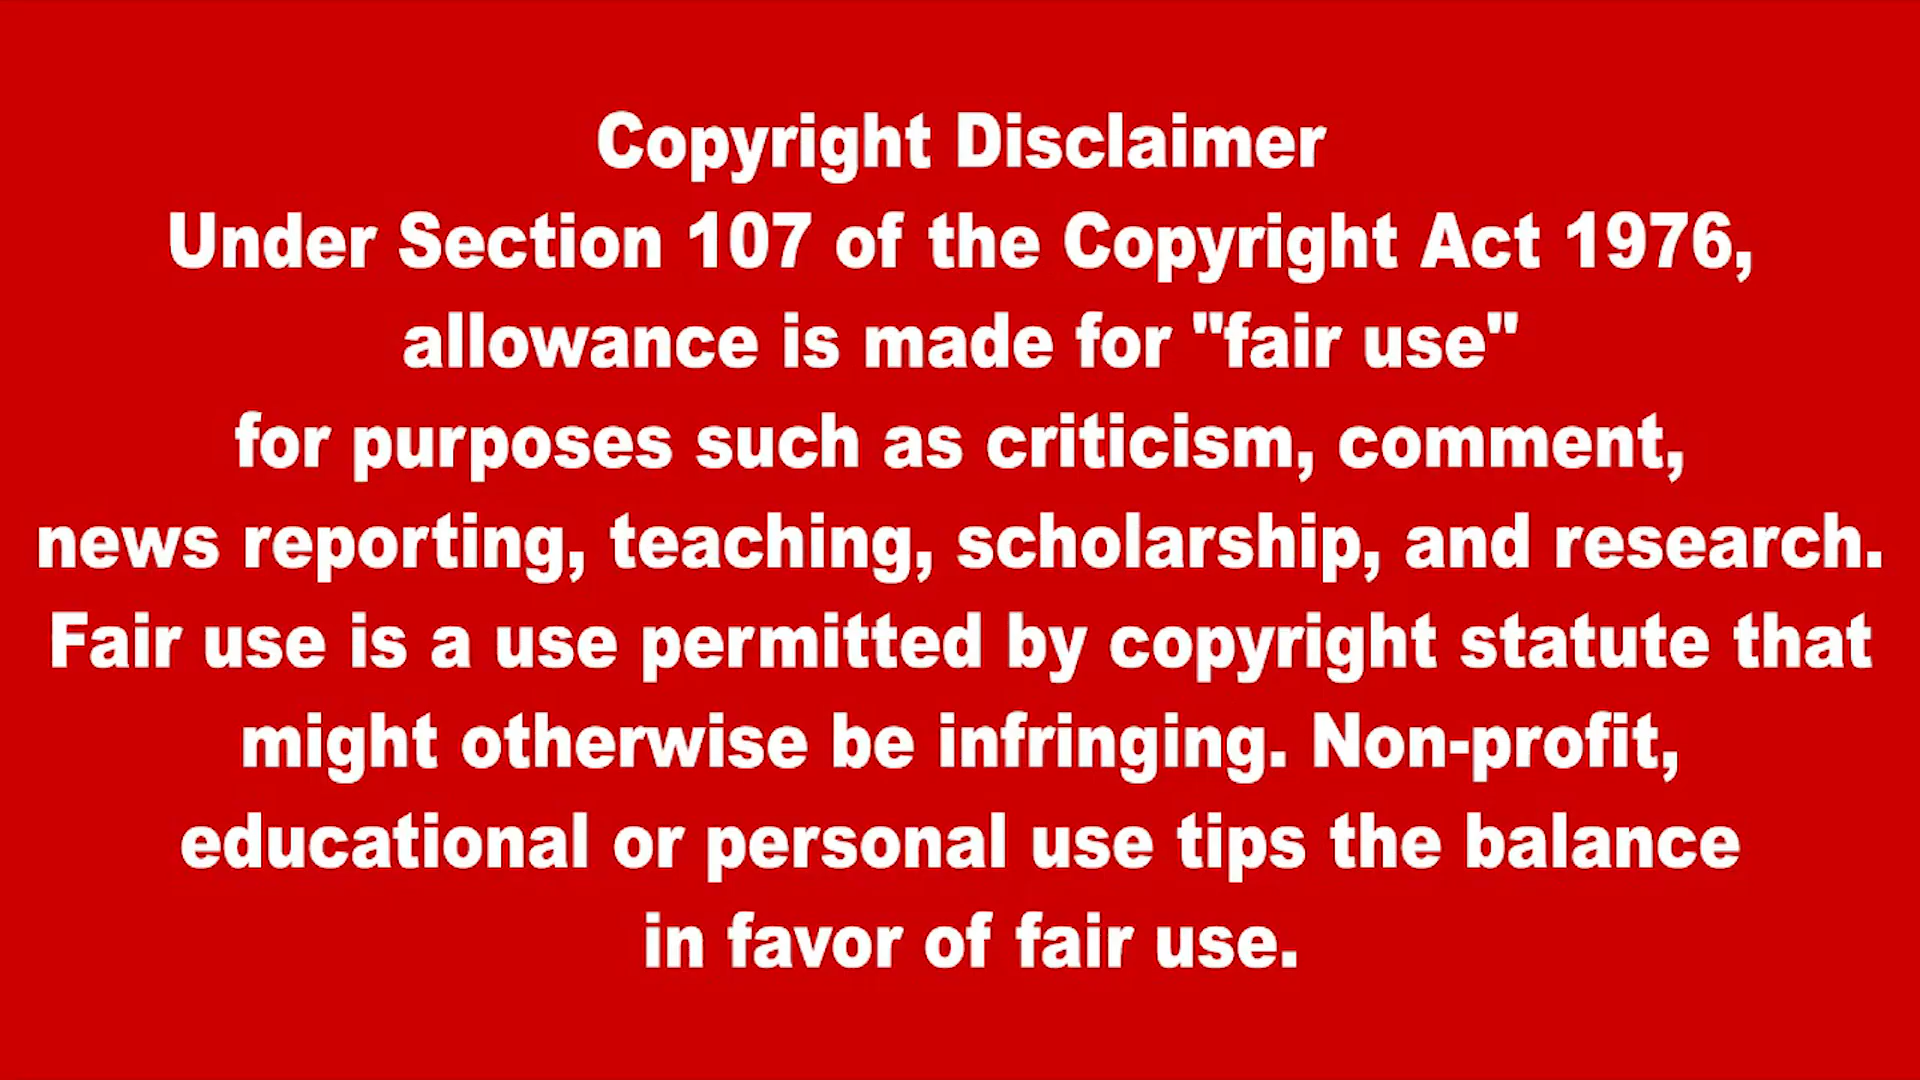 Copyright Disclaimer
Under Section 107 of the Copyright Act 1976,
allowance is made for "fair use"
for purposes such as criticism, comment,
news reporting, teaching, scholarship, and research.
Fair use is a use permitted by copyright statute that
might otherwise be infringing. Non-profit,
educational or personal use tips the balance
in favor of fair use.